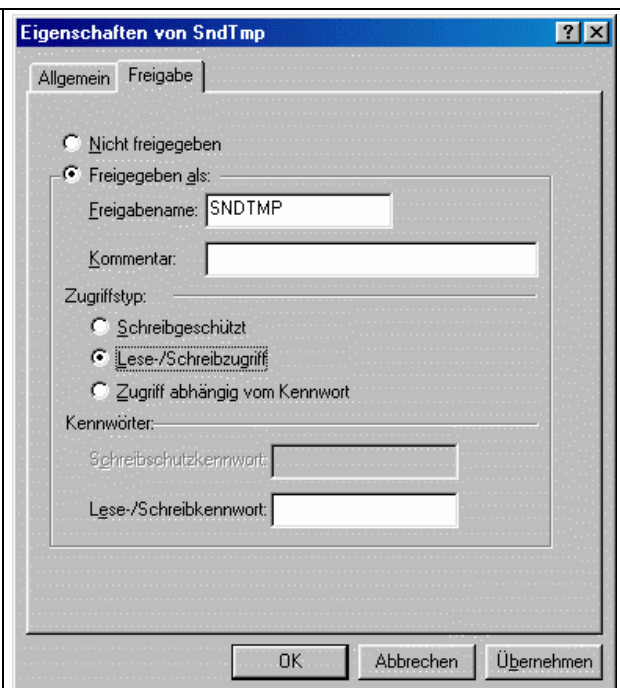 Eigenschaften von SndTmp
Allgemein Freigabe
Nicht freigegeben
Freigegeben als:
Freigabename: SNDTMP
Kommentar:
Zugriffstyp:
Schreibgeschützt
Lese-/Schreibzugriff
Zugriff abhängig vom Kennwort
Kennwörter:
Schreibschutzkennwort:
Lese-/Schreibkennwort:
OK Abbrechen Übernehmen